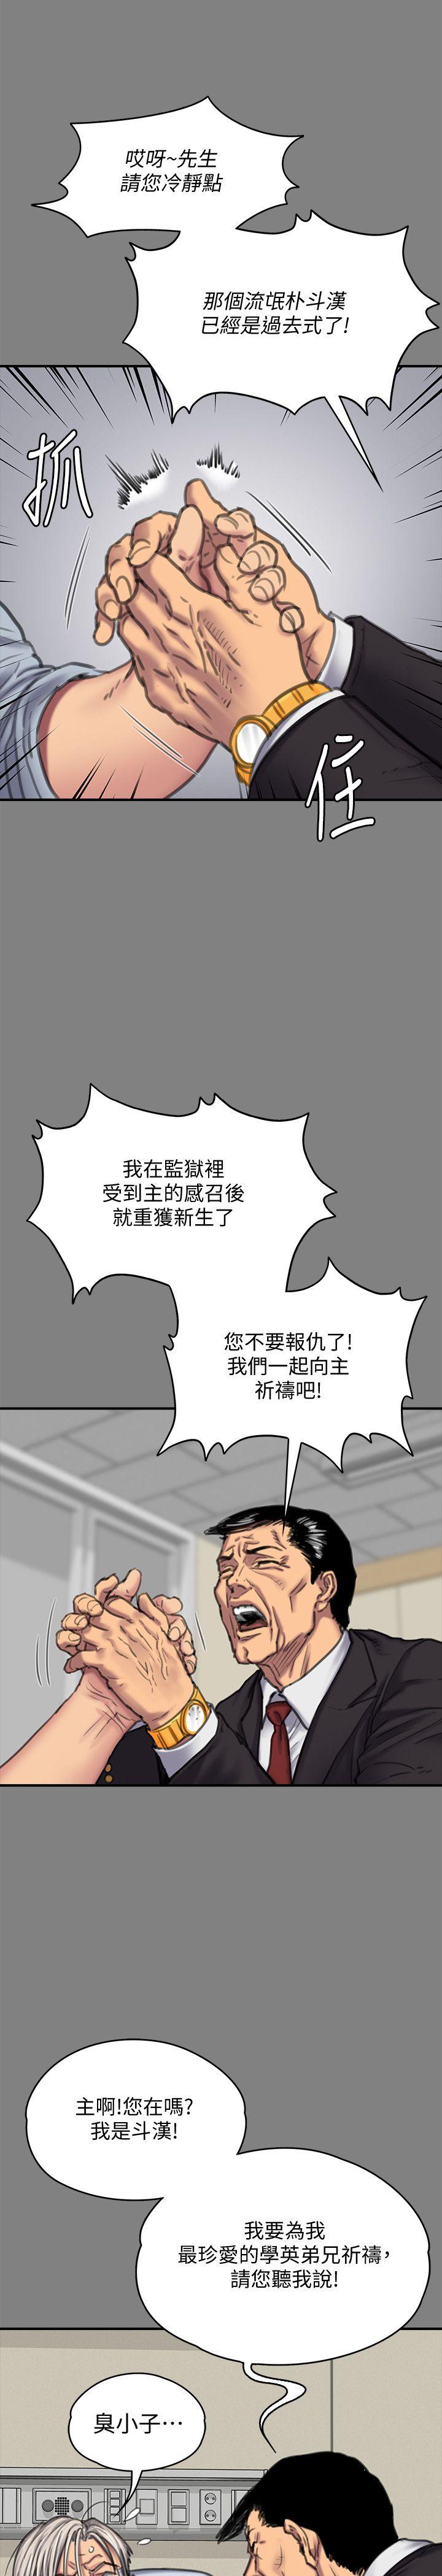 哎呀~先生
請您冷靜點
那個流氓朴斗漢
已經是過去式了!
抓
住
我在監獄裡
受到主的感召後
就重獲新生了
您不要報仇了!
我們一起向主
祈禱吧!
主啊!您在嗎?
我是斗漢!
我要為我
最珍愛的學英弟兄祈禱，
請您聽我說!
臭小子…